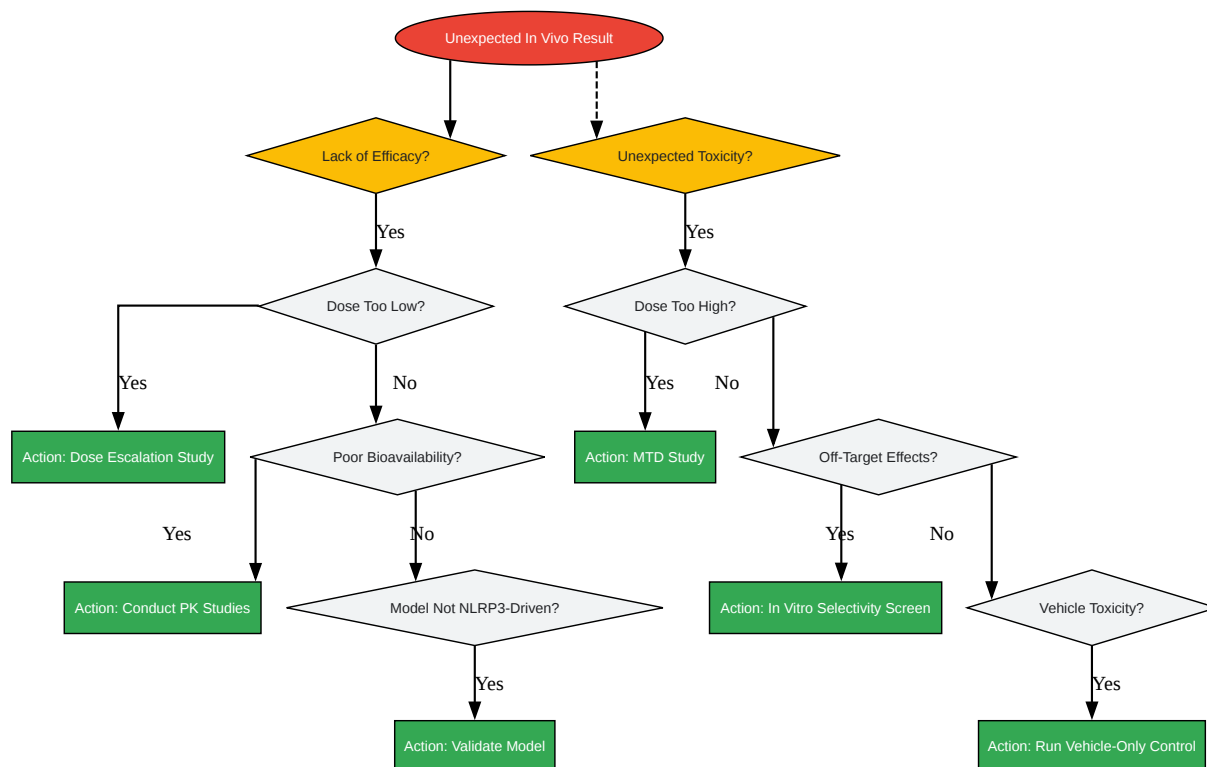 Unexpected In Vivo Result
Lack of Efficacy?
Unexpected Toxicity?
Yes
Yes
Dose Too Low?
Dose Too High?
Yes
No
Yes
No
Action: Dose Escalation Study
Poor Bioavailability?
Action: MTD Study
Off-Target Effects?
Yes
No
Yes
No
Action: Conduct PK Studies
Model Not NLRP3-Driven?
Action: In Vitro Selectivity Screen
Vehicle Toxicity?
Yes
Yes
Action: Validate Model
Action: Run Vehicle-Only Control